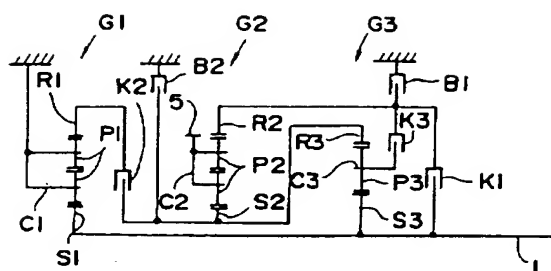 G1 G2 G3
R1 K2 B2 B1
P1 5 R2 R3 K3
C1 C2 P2 C3 P3 K1
S1 S2 S3
1